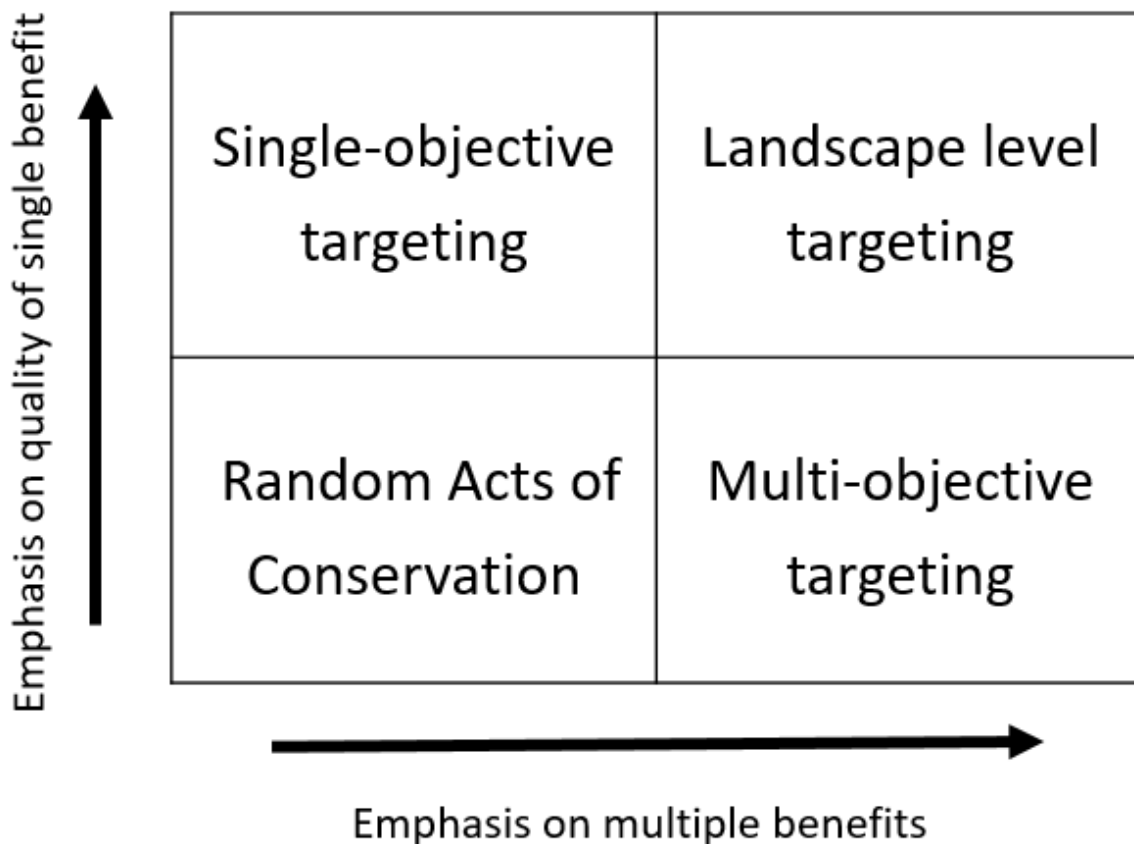 Emphasis on quality of single benefit
Single-objective
targeting
Landscape level
targeting
Random Acts of
Conservation
Multi-objective
targeting
Emphasis on multiple benefits